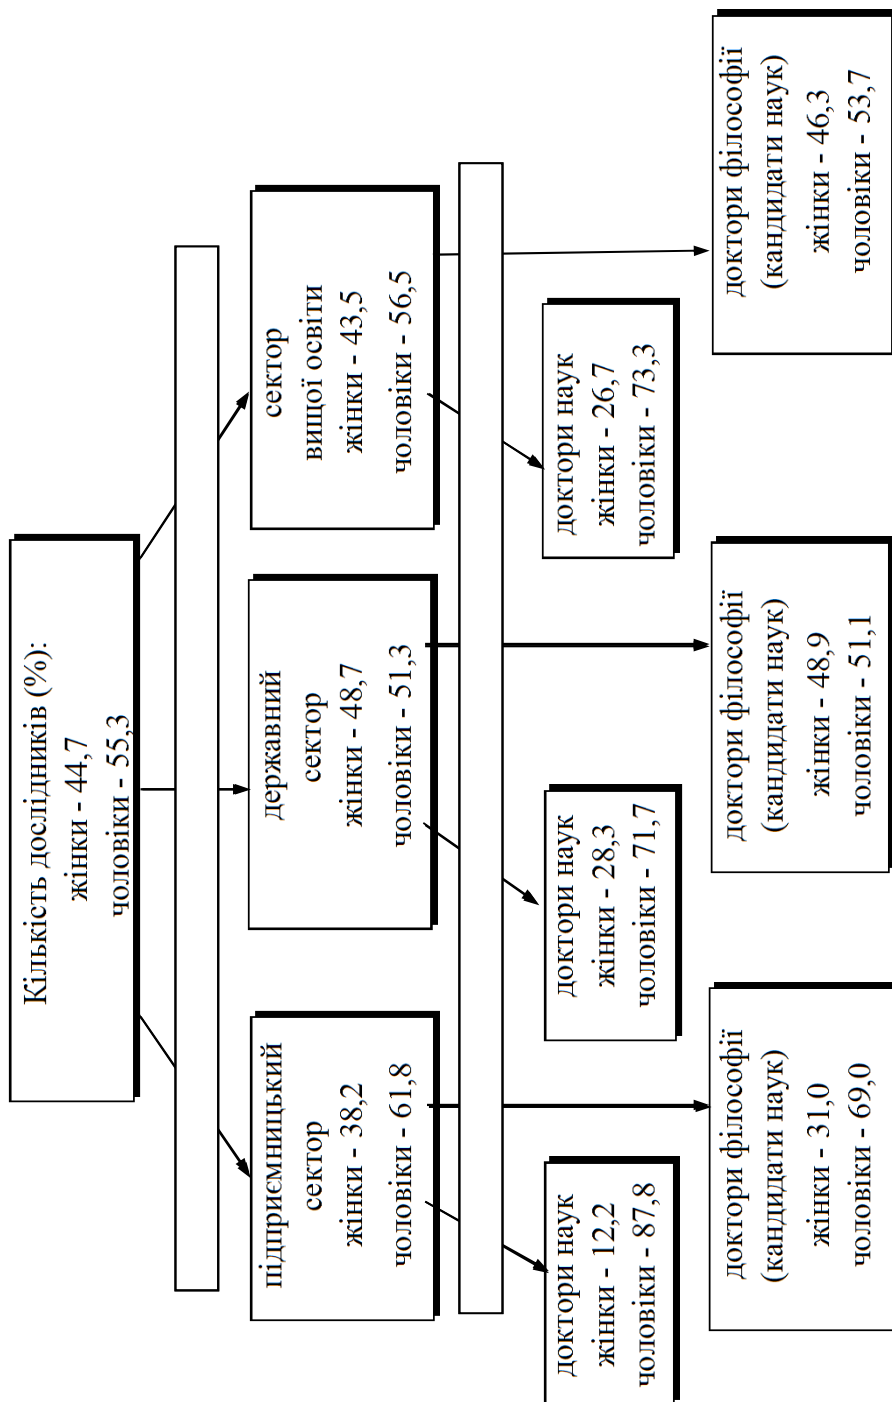 Кількість дослідників (%):
жінки - 44,7
чоловіки - 55,3
підприємницький
сектор
жінки - 38,2
чоловіки - 61,8
державний
сектор
жінки - 48,7
чоловіки - 51,3
сектор
вищої освіти
жінки - 43,5
чоловіки - 56,5
доктори наук
жінки - 12,2
чоловіки - 87,8
доктори наук
жінки - 28,3
чоловіки - 71,7
доктори наук
жінки - 26,7
чоловіки - 73,3
доктори філософії
(кандидати наук)
жінки - 31,0
чоловіки - 69,0
доктори філософії
(кандидати наук)
жінки - 48,9
чоловіки - 51,1
доктори філософії
(кандидати наук)
жінки - 46,3
чоловіки - 53,7